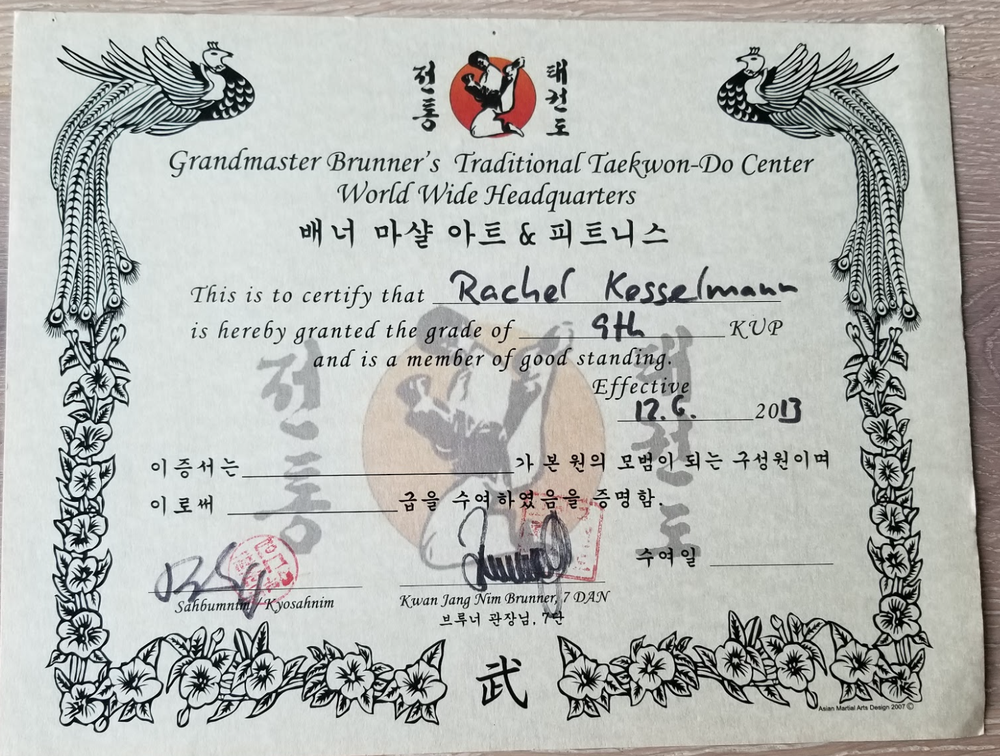 전통 태권도
Grandmaster Brunner's Traditional Taekwon-Do Center
World Wide Headquarters
배너 마샬 아트 & 피트니스
This is to certify that Rachel Kesselmann
is hereby granted the grade of 9th KUP
and is a member of good standing.
Effective
12.6. 2013
전통 태권도
이 증서는 가 본 원의 모범이 되는 구성원이며
이로써 급을 수여하였음을 증명함.
수여일
Sahbumnim / Kyosahnim
Kwan Jang Nim Brunner, 7 DAN
브루너 관장님, 7단
武
Asian Martial Arts Design 2007 ©